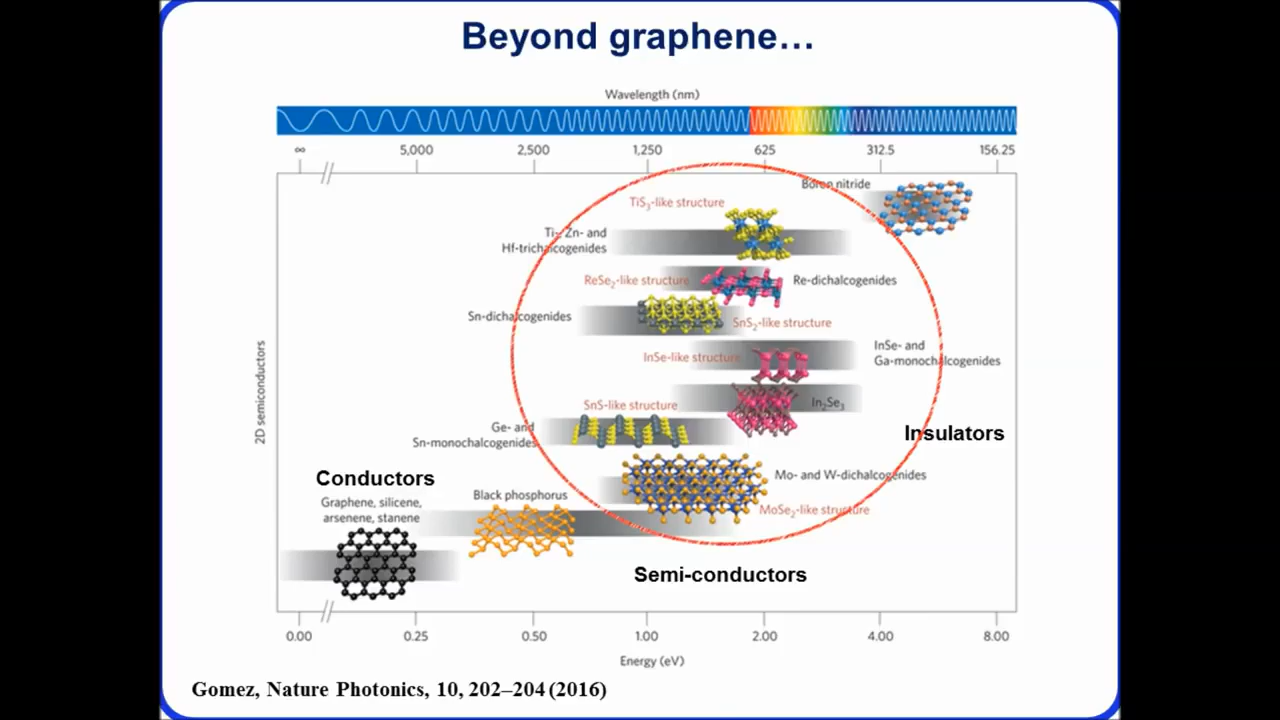 Beyond graphene…
Wavelength (nm)
∞ 5,000 2,500 1,250 625 312.5 156.25
Boron nitride
TiS₃-like structure
Ti-, Zn- and
Hf-trichalcogenides
ReSe₂-like structure
Re-dichalcogenides
Sn-dichalcogenides
SnS₂-like structure
InSe- and
Ga-monochalcogenides
InSe-like structure
In₂Se₃
SnS-like structure
Ge- and
Sn-monochalcogenides
Insulators
Mo- and W-dichalcogenides
MoSe₂-like structure
Conductors
Graphene, silicene,
arsenene, stanene
Black phosphorus
Semi-conductors
2D semiconductors
0.00 0.25 0.50 1.00 2.00 4.00 8.00
Energy (eV)
Gomez, Nature Photonics, 10, 202–204 (2016)